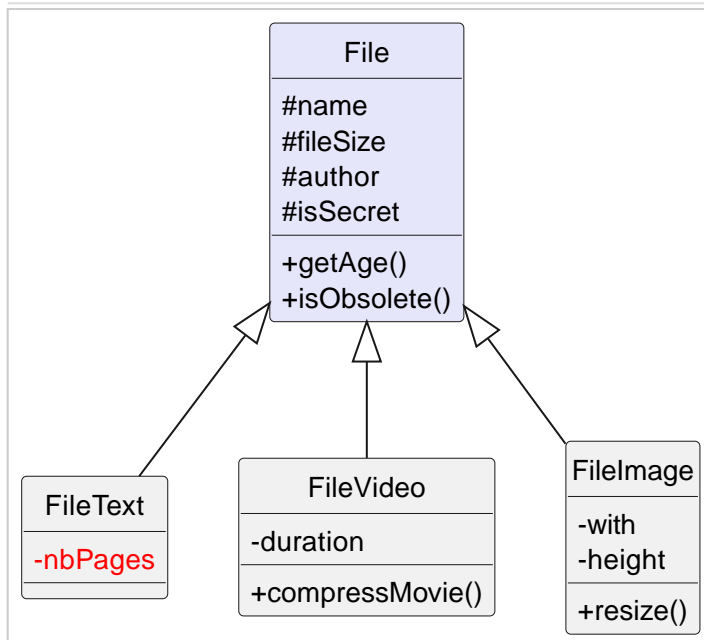 File
#name
#fileSize
#author
#isSecret
+getAge()
+isObsolete()
FileText
-nbPages
FileVideo
-duration
+compressMovie()
FileImage
-with
-height
+resize()